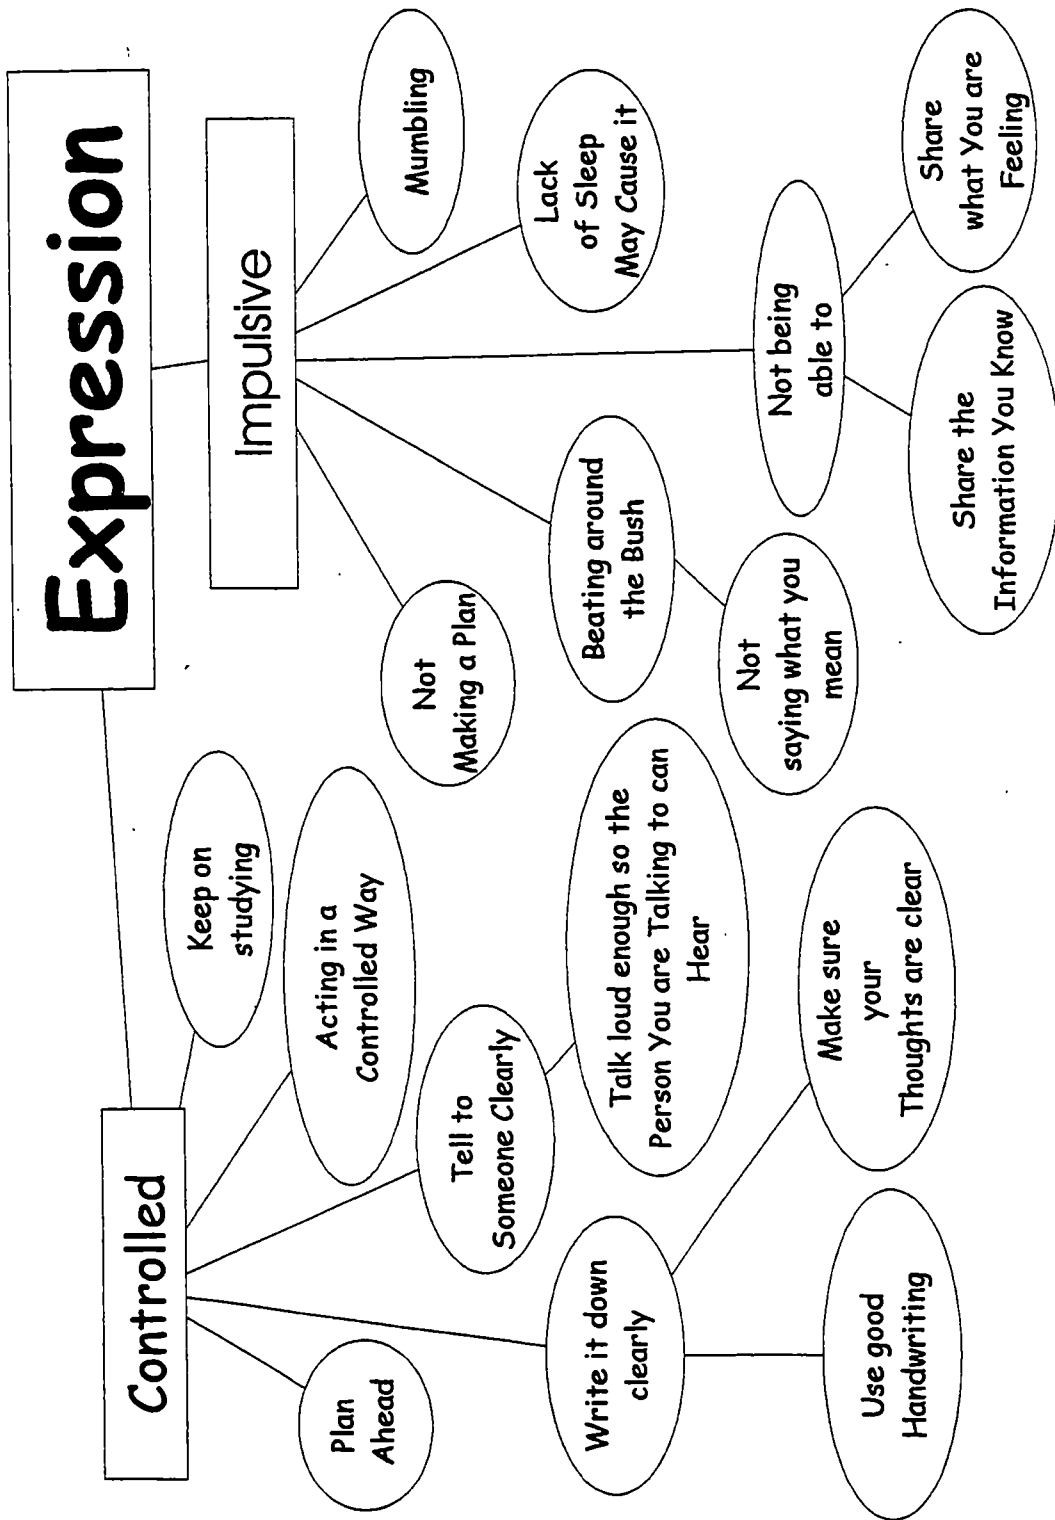 Expression
Controlled
Impulsive
Plan
Ahead
Write it down
clearly
Use good
Handwriting
Make sure
your
Thoughts are clear
Tell to
Someone Clearly
Talk loud enough so the
Person You are Talking to can
Hear
Acting in a
Controlled Way
Keep on
studying
Not
Making a Plan
Beating around
the Bush
Not
saying what you
mean
Not being
able to
Share the
Information You Know
Share
what You are
Feeling
Lack
of Sleep
May Cause it
Mumbling